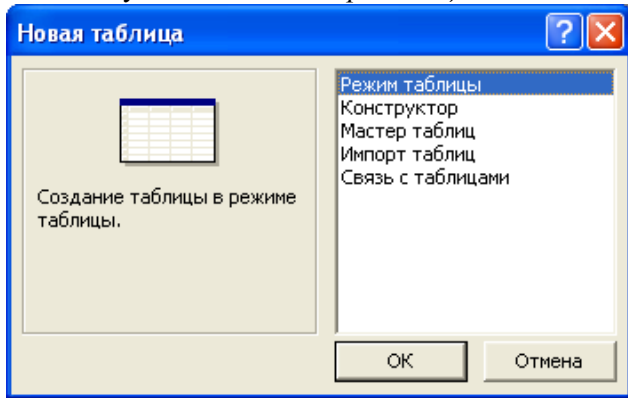 Новая таблица
Создание таблицы в режиме
таблицы.
Режим таблицы
Конструктор
Мастер таблиц
Импорт таблиц
Связь с таблицами
ОК
Отмена